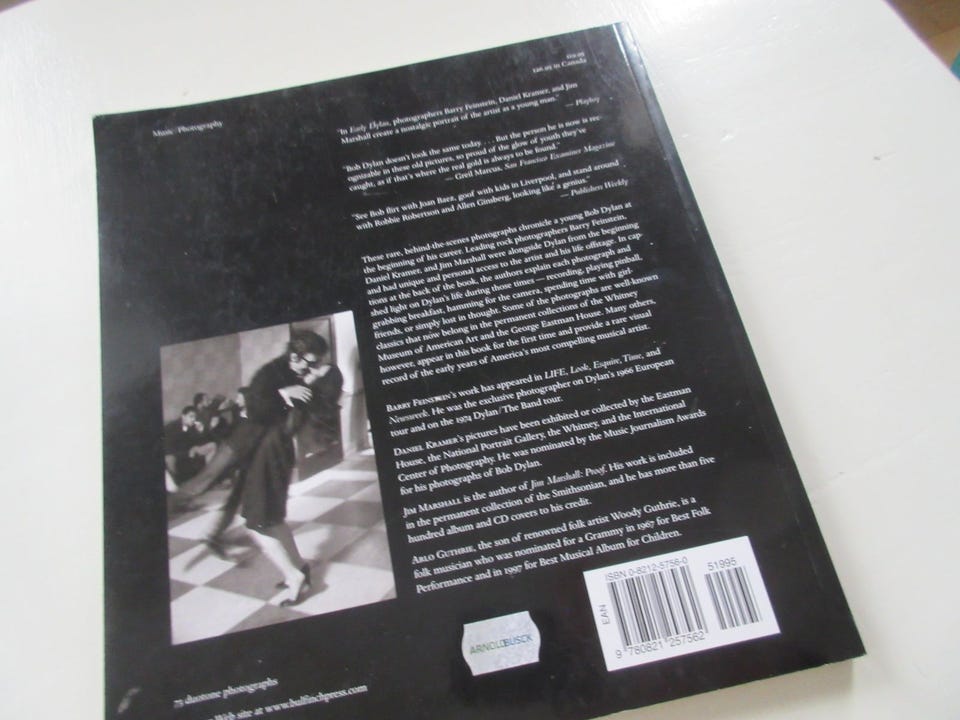 $19.95
$26.95 in Canada
Music/Photography
"In Early Dylan, photographers Barry Feinstein, Daniel Kramer, and Jim
Marshall create a nostalgic portrait of the artist as a young man."
— Playboy
"Bob Dylan doesn't look the same today . . . But the person he is now is rec-
ognizable in these old pictures, so proud of the glow of youth they've
caught, as if that's where the real gold is always to be found."
— Greil Marcus, San Francisco Examiner Magazine
"See Bob flirt with Joan Baez, goof with kids in Liverpool, and stand around
with Robbie Robertson and Allen Ginsberg, looking like a genius."
— Publishers Weekly
These rare, behind-the-scenes photographs chronicle a young Bob Dylan at
the beginning of his career. Leading rock photographers Barry Feinstein,
Daniel Kramer, and Jim Marshall were alongside Dylan from the beginning
and had unique and personal access to the artist and his life offstage. In cap-
tions at the back of the book, the authors explain each photograph and
shed light on Dylan's life during those times — recording, playing pinball,
grabbing breakfast, hamming for the camera, spending time with girl-
friends, or simply lost in thought. Some of the photographs are well-known
classics that now belong in the permanent collections of the Whitney
Museum of American Art and the George Eastman House. Many others,
however, appear in this book for the first time and provide a rare visual
record of the early years of America's most compelling musical artist.
BARRY FEINSTEIN's work has appeared in LIFE, Look, Esquire, Time, and
Newsweek. He was the exclusive photographer on Dylan's 1966 European
tour and on the 1974 Dylan/The Band tour.
DANIEL KRAMER's pictures have been exhibited or collected by the Eastman
House, the National Portrait Gallery, the Whitney, and the International
Center of Photography. He was nominated by the Music Journalism Awards
for his photographs of Bob Dylan.
JIM MARSHALL is the author of Jim Marshall: Proof. His work is included
in the permanent collection of the Smithsonian, and he has more than five
hundred album and CD covers to his credit.
ARLO GUTHRIE, the son of renowned folk artist Woody Guthrie, is a
folk musician who was nominated for a Grammy in 1967 for Best Folk
Performance and in 1997 for Best Musical Album for Children.
ISBN 0-8212-5756-0
51995
EAN
9 780821 257562
ARNOLD BUSCK
75 duotone photographs
Web site at www.bulfinchpress.com